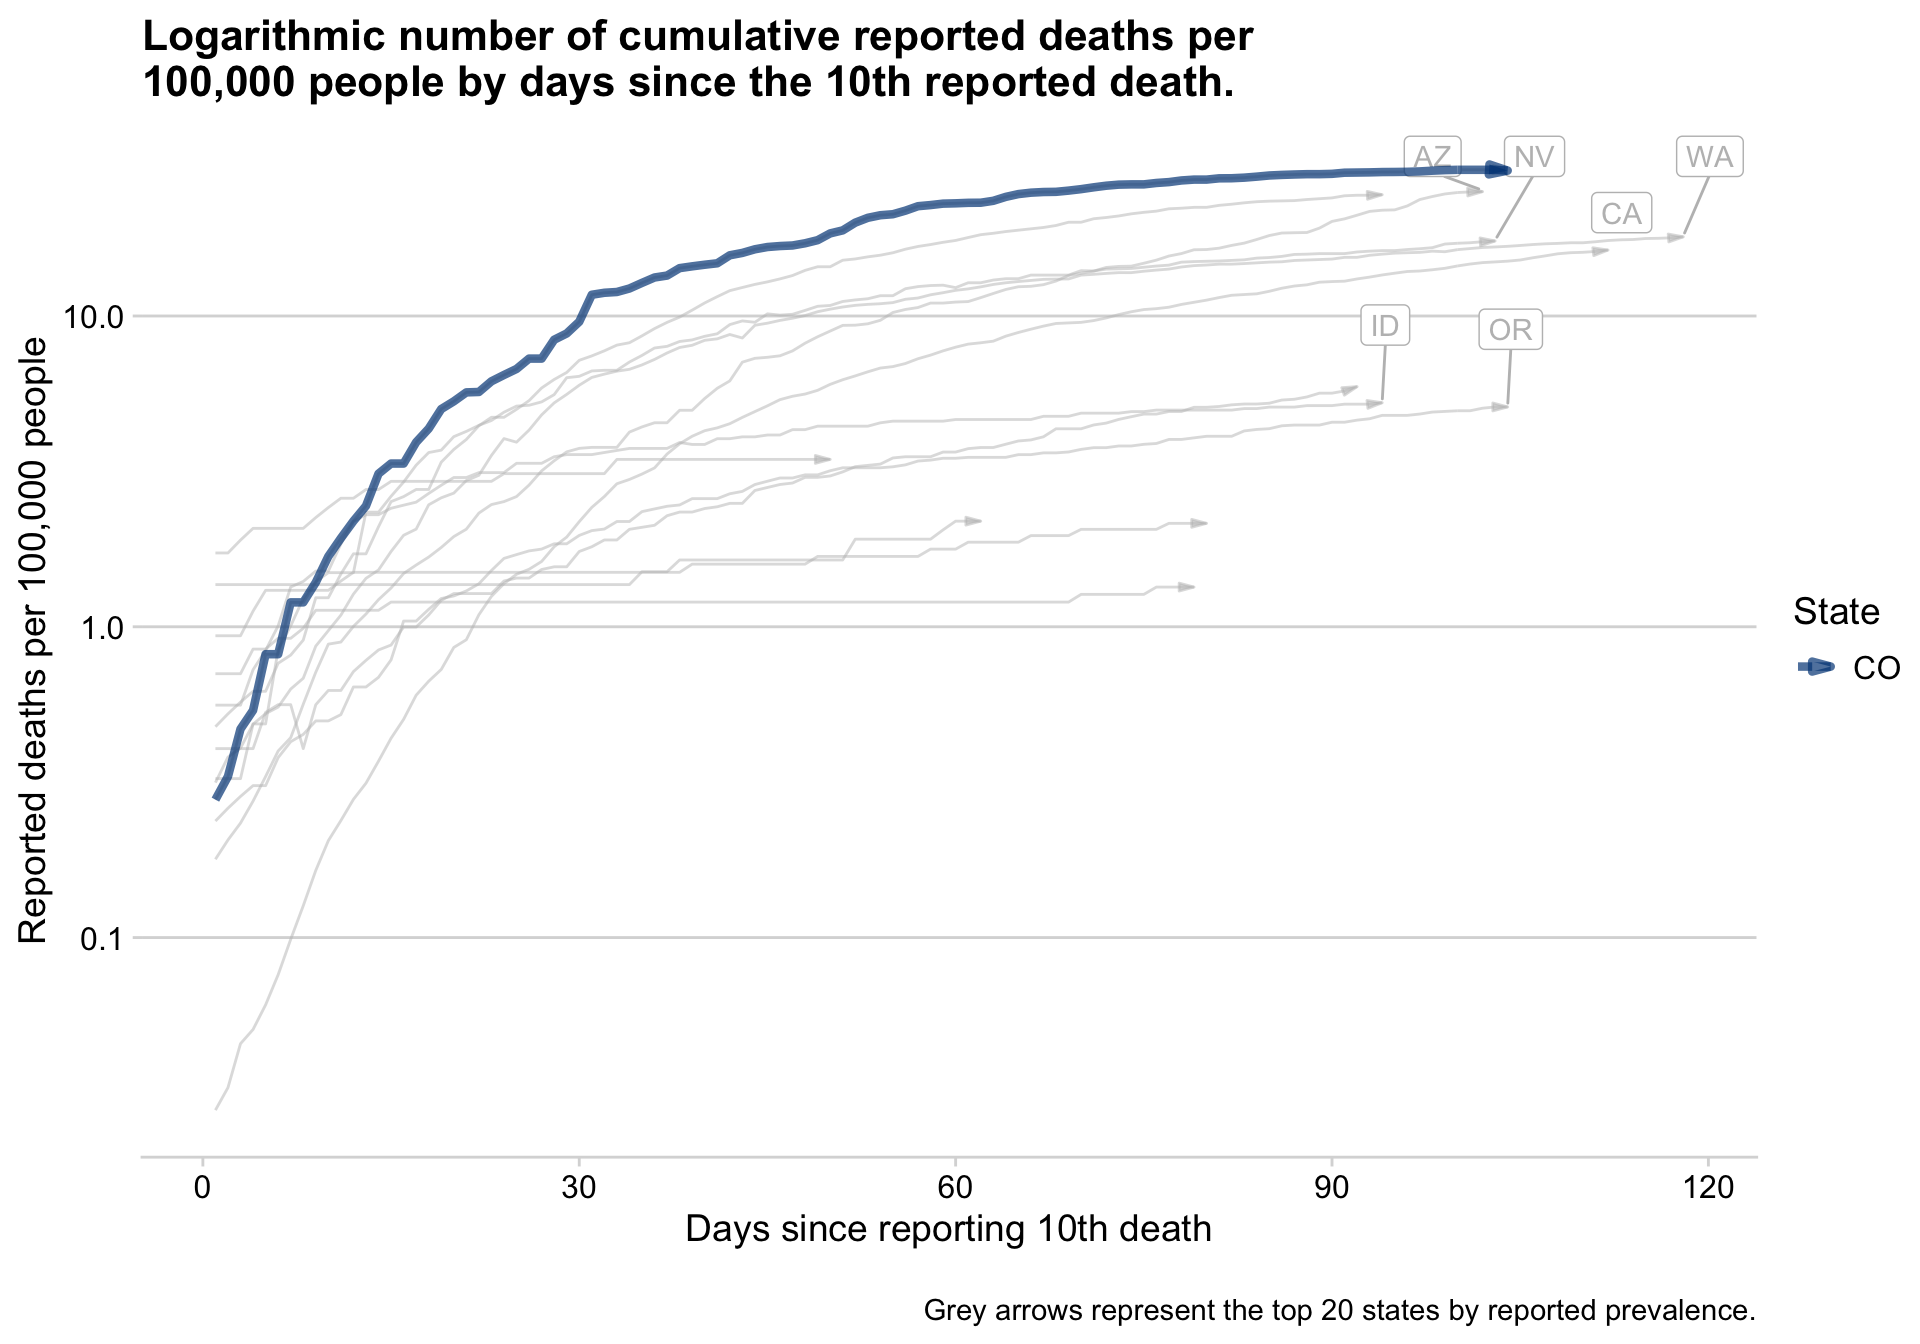 Logarithmic number of cumulative reported deaths per
100,000 people by days since the 10th reported death.
AZ
NV
WA
CA
ID
OR
10.0
1.0
0.1
Reported deaths per 100,000 people
0
30
60
90
120
Days since reporting 10th death
State
CO
Grey arrows represent the top 20 states by reported prevalence.